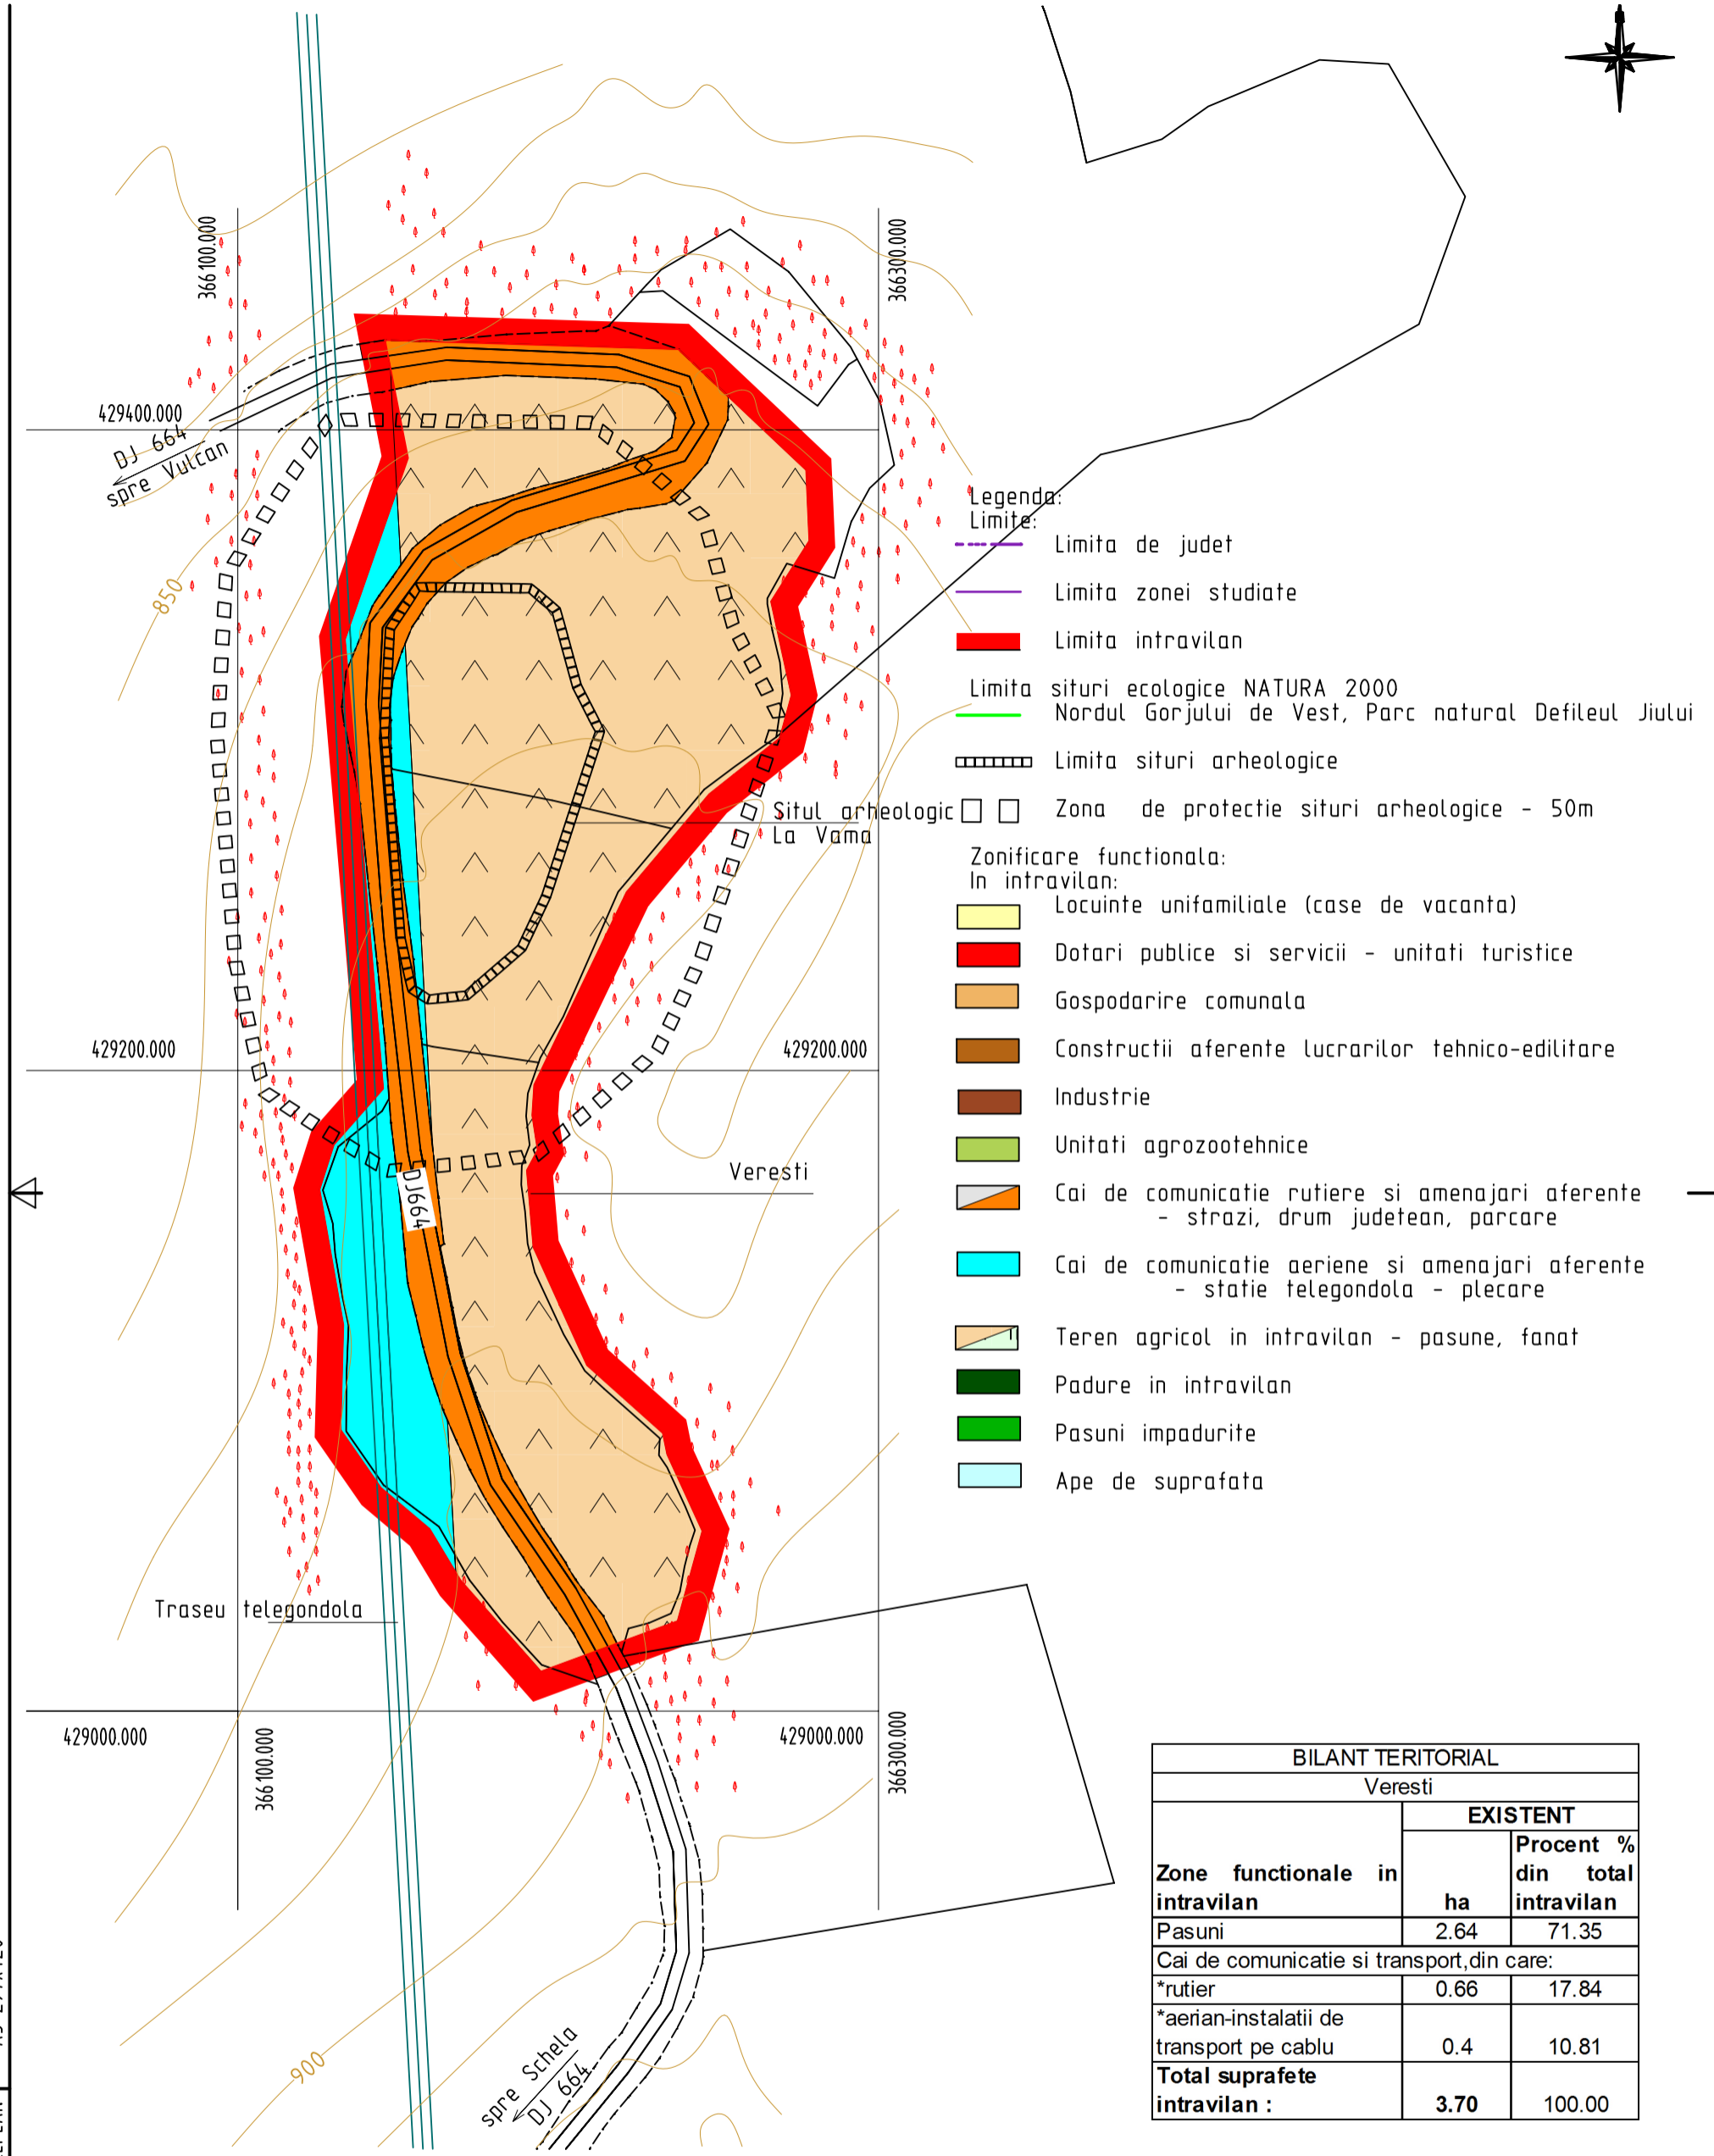 366100.000
366300.000
429400.000
DJ 664
spre Vulcan
850
Legenda:
Limite:
Limita de judet
Limita zonei studiate
Limita intravilan
Limita situri ecologice NATURA 2000
Nordul Gorjului de Vest, Parc natural Defileul Jiului
Limita situri arheologice
Zona de protectie situri arheologice - 50m
Situl arheologic
La Vama
Zonificare functionala:
In intravilan:
Locuinte unifamiliale (case de vacanta)
Dotari publice si servicii - unitati turistice
Gospodarire comunala
Constructii aferente lucrarilor tehnico-edilitare
Industrie
Unitati agrozootehnice
Cai de comunicatie rutiere si amenajari aferente
- strazi, drum judetean, parcare
Cai de comunicatie aeriene si amenajari aferente
- statie telegondola - plecare
Teren agricol in intravilan - pasune, fanat
Padure in intravilan
Pasuni impadurite
Ape de suprafata
429200.000
429200.000
Veresti
DJ664
Traseu telegondola
429000.000
429000.000
366100.000
366300.000
900
spre Schela
DJ 664
BILANT TERITORIAL
Veresti
EXISTENT
Zone functionale in intravilan
ha
Procent % din total intravilan
Pasuni 2.64 71.35
Cai de comunicatie si transport,din care:
*rutier 0.66 17.84
*aerian-instalatii de
transport pe cablu 0.4 10.81
Total suprafete
intravilan : 3.70 100.00